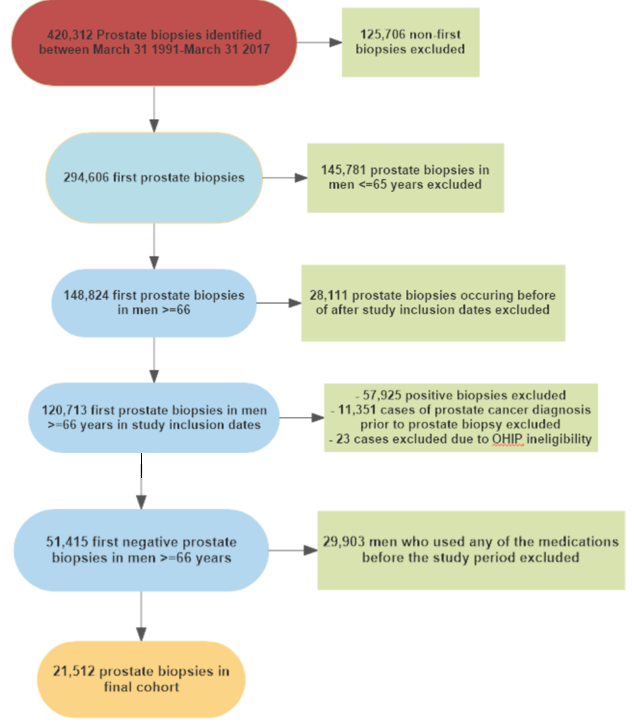 420,312 Prostate biopsies identified
between March 31 1991-March 31 2017
125,706 non-first
biopsies excluded
294,606 first prostate biopsies
145,781 prostate biopsies in
men <=65 years excluded
148,824 first prostate biopsies
in men >=66
28,111 prostate biopsies occuring before
of after study inclusion dates excluded
120,713 first prostate biopsies in men
>=66 years in study inclusion dates
- 57,925 positive biopsies excluded
- 11,351 cases of prostate cancer diagnosis
prior to prostate biopsy excluded
- 23 cases excluded due to OHIP ineligibility
51,415 first negative prostate
biopsies in men >=66 years
29,903 men who used any of the medications
before the study period excluded
21,512 prostate biopsies in
final cohort